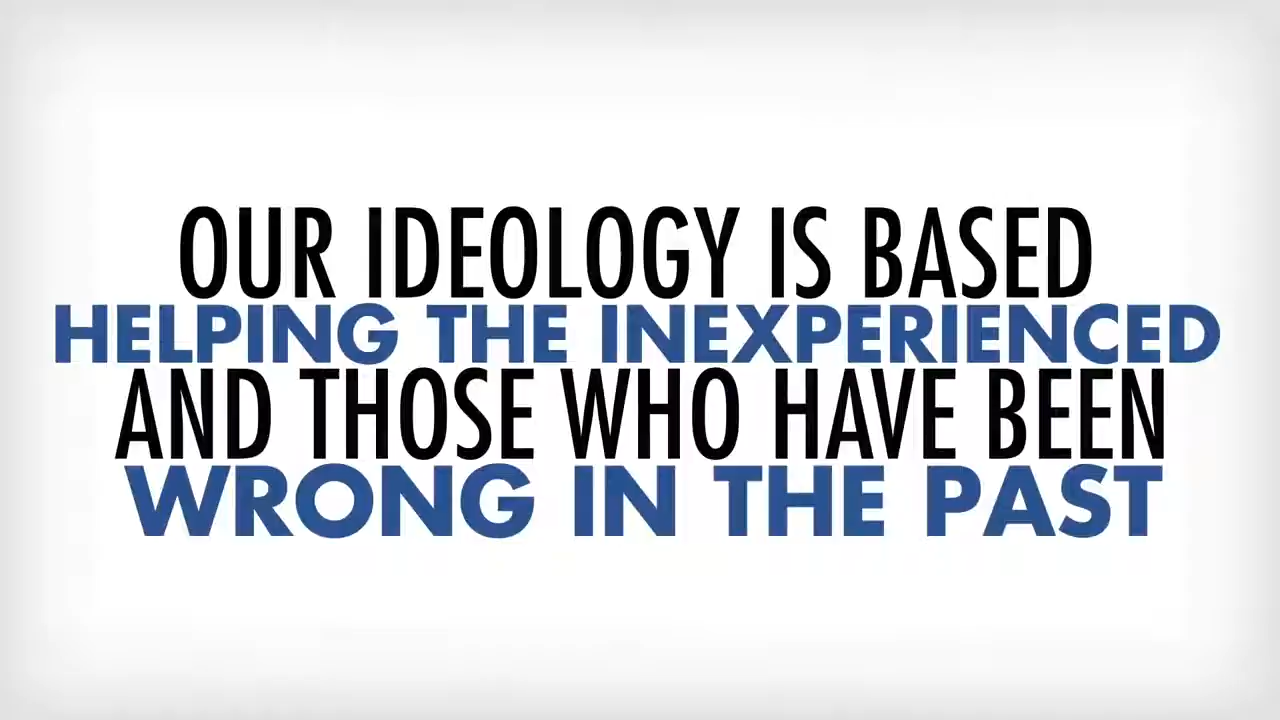 OUR IDEOLOGY IS BASED
HELPING THE INEXPERIENCED
AND THOSE WHO HAVE BEEN
WRONG IN THE PAST